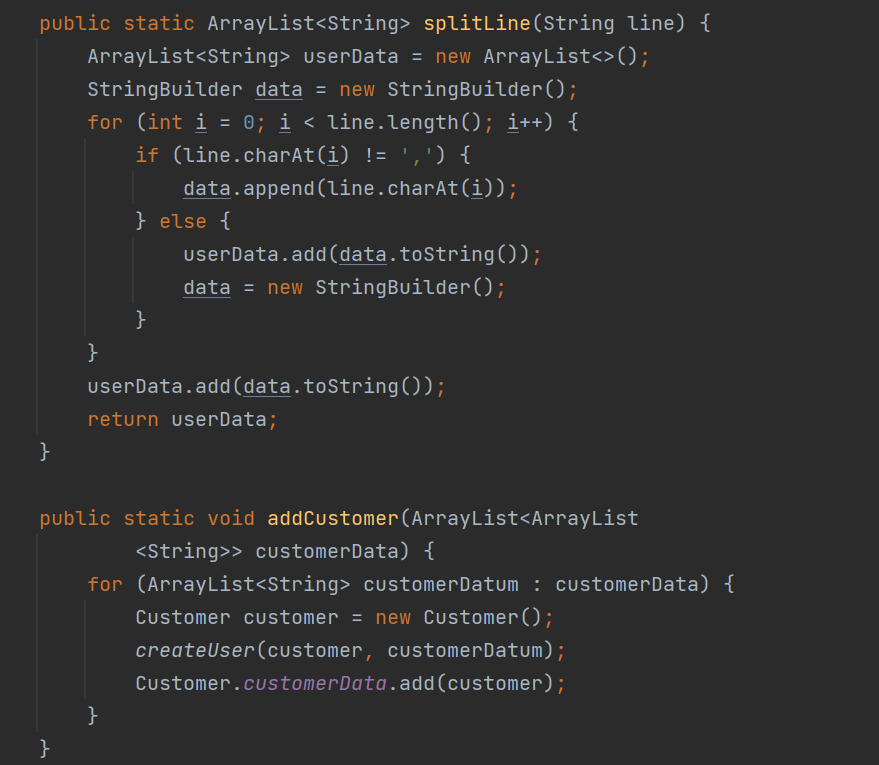 public static ArrayList<String> splitLine(String line) {
    ArrayList<String> userData = new ArrayList<>();
    StringBuilder data = new StringBuilder();
    for (int i = 0; i < line.length(); i++) {
        if (line.charAt(i) != ',') {
            data.append(line.charAt(i));
        } else {
            userData.add(data.toString());
            data = new StringBuilder();
        }
    }
    userData.add(data.toString());
    return userData;
}

public static void addCustomer(ArrayList<ArrayList
        <String>> customerData) {
    for (ArrayList<String> customerDatum : customerData) {
        Customer customer = new Customer();
        createUser(customer, customerDatum);
        Customer.customerData.add(customer);
    }
}